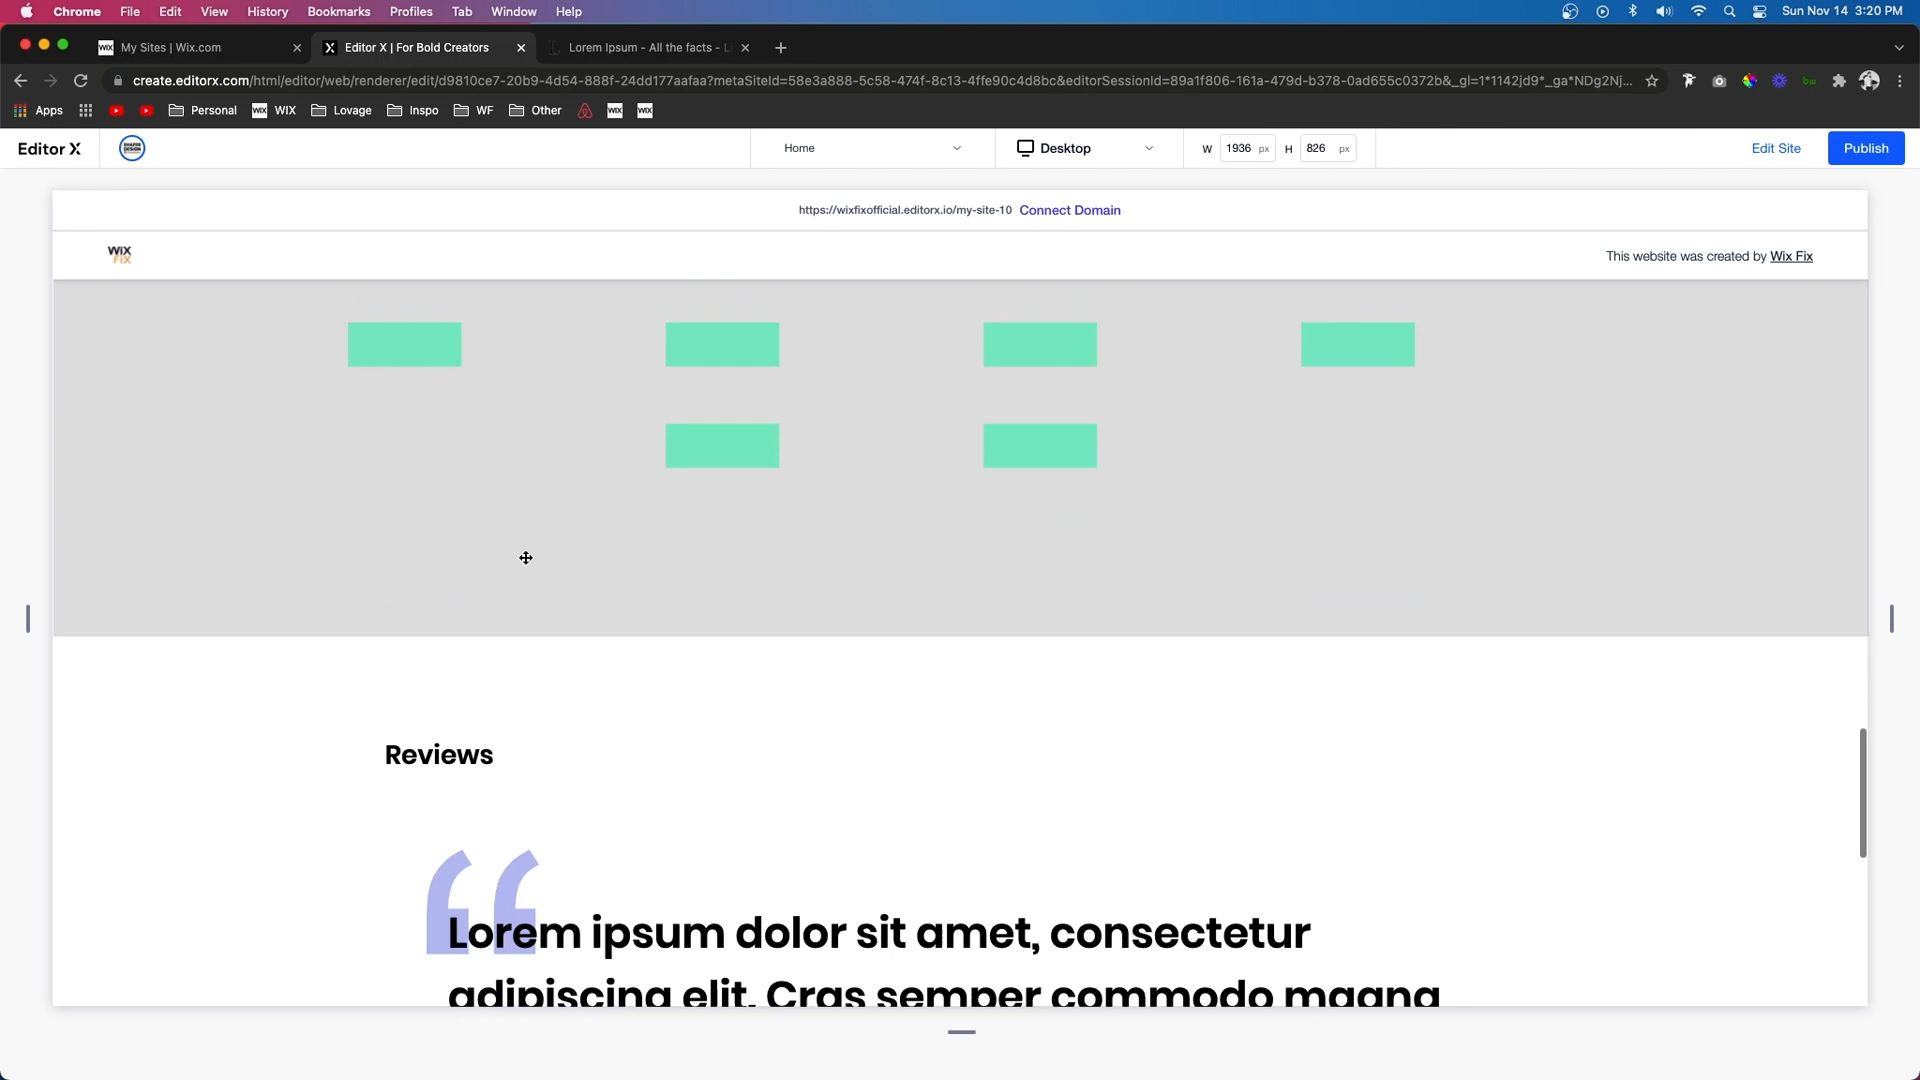 Chrome File Edit View History Bookmarks Profiles Tab Window Help Sun Nov 14 3:20 PM
WIX My Sites | Wix.com X Editor X | For Bold Creators Lorem Ipsum - All the facts - L
create.editorx.com/html/editor/web/renderer/edit/d9810ce7-20b9-4d54-888f-24dd177aafaa?metaSiteId=58e3a888-5c58-474f-8c13-4ffe90c4d8bc&editorSessionId=89a1f806-161a-479d-b378-0ad655c0372b&_gl=1*1142jd9*_ga*NDg2Nj...
Apps Personal WIX WIX Lovage Inspo WF Other WIX WIX
Editor X Home Desktop W 1936 px H 826 px Edit Site Publish
https://wixfixofficial.editorx.io/my-site-10 Connect Domain
WIX
FIX
This website was created by Wix Fix
Reviews
“
Lorem ipsum dolor sit amet, consectetur
adipiscing elit. Cras semper commodo magna